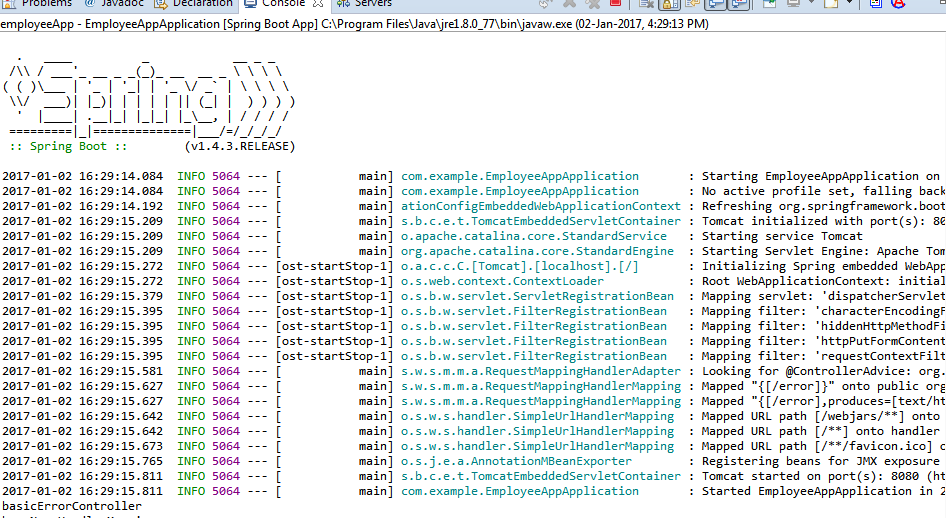 Problems @ Javadoc Declaration Console Servers
employeeApp - EmployeeAppApplication [Spring Boot App] C:\Program Files\Java\jre1.8.0_77\bin\javaw.exe (02-Jan-2017, 4:29:13 PM)
Spring
:: Spring Boot :: (v1.4.3.RELEASE)
2017-01-02 16:29:14.084 INFO 5064 --- [ main] com.example.EmployeeAppApplication : Starting EmployeeAppApplication on
2017-01-02 16:29:14.084 INFO 5064 --- [ main] com.example.EmployeeAppApplication : No active profile set, falling back
2017-01-02 16:29:14.192 INFO 5064 --- [ main] ationConfigEmbeddedWebApplicationContext : Refreshing org.springframework.boot
2017-01-02 16:29:15.209 INFO 5064 --- [ main] s.b.c.e.t.TomcatEmbeddedServletContainer : Tomcat initialized with port(s): 80
2017-01-02 16:29:15.209 INFO 5064 --- [ main] o.apache.catalina.core.StandardService : Starting service Tomcat
2017-01-02 16:29:15.209 INFO 5064 --- [ main] org.apache.catalina.core.StandardEngine : Starting Servlet Engine: Apache Tom
2017-01-02 16:29:15.272 INFO 5064 --- [ost-startStop-1] o.a.c.c.C.[Tomcat].[localhost].[/] : Initializing Spring embedded WebApp
2017-01-02 16:29:15.272 INFO 5064 --- [ost-startStop-1] o.s.web.context.ContextLoader : Root WebApplicationContext: initial
2017-01-02 16:29:15.379 INFO 5064 --- [ost-startStop-1] o.s.b.w.servlet.ServletRegistrationBean : Mapping servlet: 'dispatcherServlet
2017-01-02 16:29:15.395 INFO 5064 --- [ost-startStop-1] o.s.b.w.servlet.FilterRegistrationBean : Mapping filter: 'characterEncodingF
2017-01-02 16:29:15.395 INFO 5064 --- [ost-startStop-1] o.s.b.w.servlet.FilterRegistrationBean : Mapping filter: 'hiddenHttpMethodFi
2017-01-02 16:29:15.395 INFO 5064 --- [ost-startStop-1] o.s.b.w.servlet.FilterRegistrationBean : Mapping filter: 'httpPutFormContent
2017-01-02 16:29:15.395 INFO 5064 --- [ost-startStop-1] o.s.b.w.servlet.FilterRegistrationBean : Mapping filter: 'requestContextFilt
2017-01-02 16:29:15.581 INFO 5064 --- [ main] s.w.s.m.m.a.RequestMappingHandlerAdapter : Looking for @ControllerAdvice: org.
2017-01-02 16:29:15.627 INFO 5064 --- [ main] s.w.s.m.m.a.RequestMappingHandlerMapping : Mapped "{[/error]}" onto public org
2017-01-02 16:29:15.627 INFO 5064 --- [ main] s.w.s.m.m.a.RequestMappingHandlerMapping : Mapped "{[/error],produces=[text/ht
2017-01-02 16:29:15.642 INFO 5064 --- [ main] o.s.w.s.handler.SimpleUrlHandlerMapping : Mapped URL path [/webjars/**] onto
2017-01-02 16:29:15.642 INFO 5064 --- [ main] o.s.w.s.handler.SimpleUrlHandlerMapping : Mapped URL path [/**] onto handler
2017-01-02 16:29:15.673 INFO 5064 --- [ main] o.s.w.s.handler.SimpleUrlHandlerMapping : Mapped URL path [/**/favicon.ico] o
2017-01-02 16:29:15.765 INFO 5064 --- [ main] o.s.j.e.a.AnnotationMBeanExporter : Registering beans for JMX exposure
2017-01-02 16:29:15.811 INFO 5064 --- [ main] s.b.c.e.t.TomcatEmbeddedServletContainer : Tomcat started on port(s): 8080 (ht
2017-01-02 16:29:15.811 INFO 5064 --- [ main] com.example.EmployeeAppApplication : Started EmployeeAppApplication in 2
basicErrorController